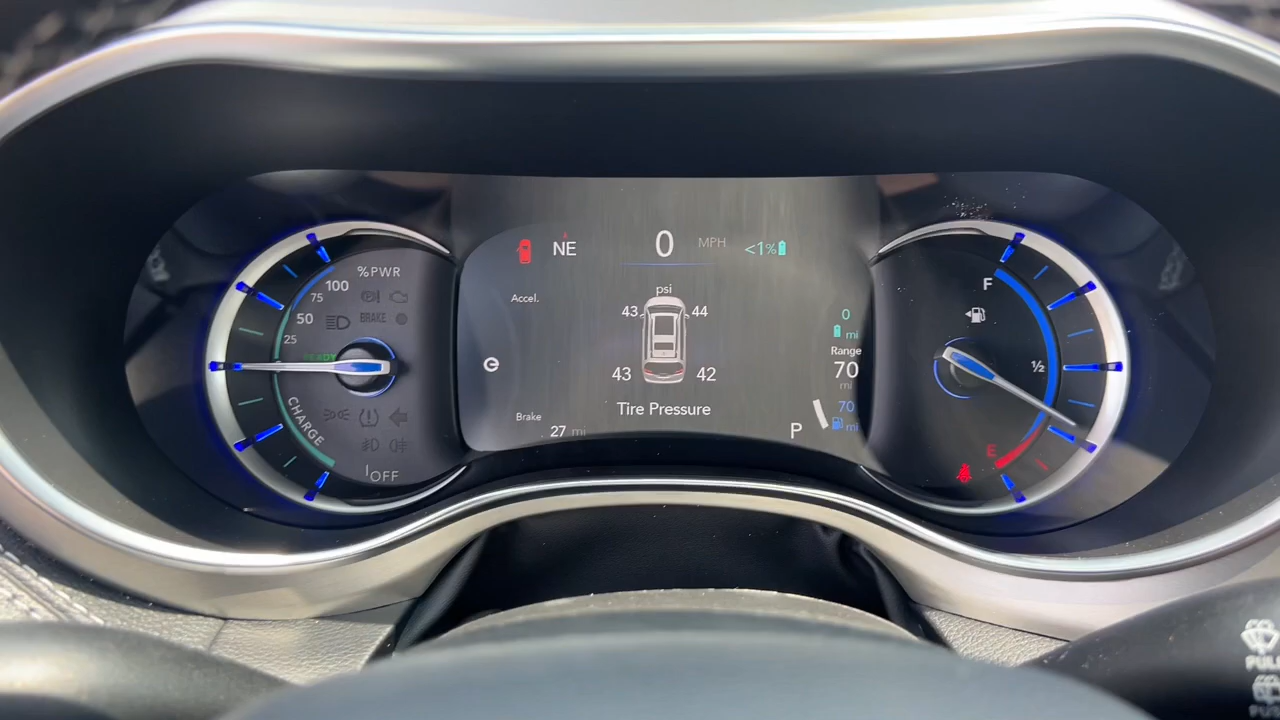 %PWR
100
75
50
25
BRAKE
READY
CHARGE
OFF
NE
0 MPH
<1%
Accel.
psi
43 44
43 42
Tire Pressure
Brake
27 mi
P
0
mi
Range
70
mi
70
mi
F
½
E
PULL